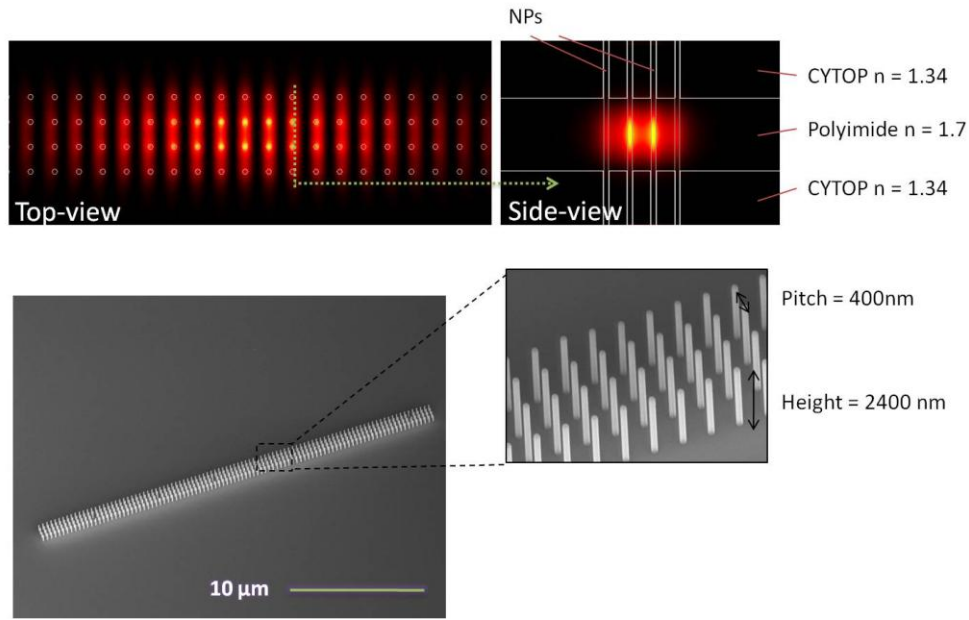 NPs
CYTOP n = 1.34
Polyimide n = 1.7
CYTOP n = 1.34
Top-view
Side-view
Pitch = 400nm
Height = 2400 nm
10 µm